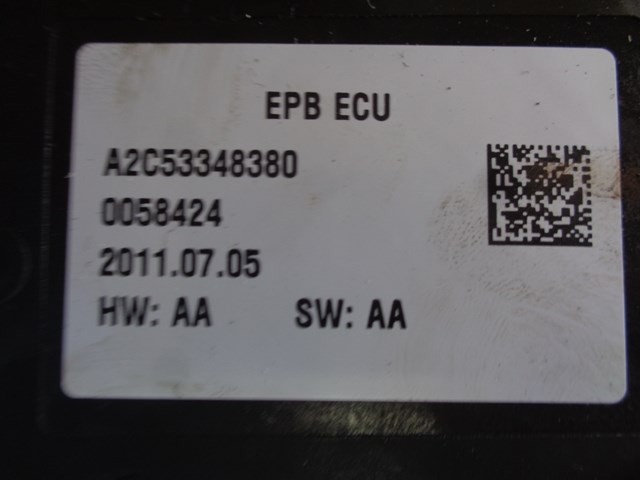 EPB ECU
A2C53348380
0058424
2011.07.05
HW: AA SW: AA